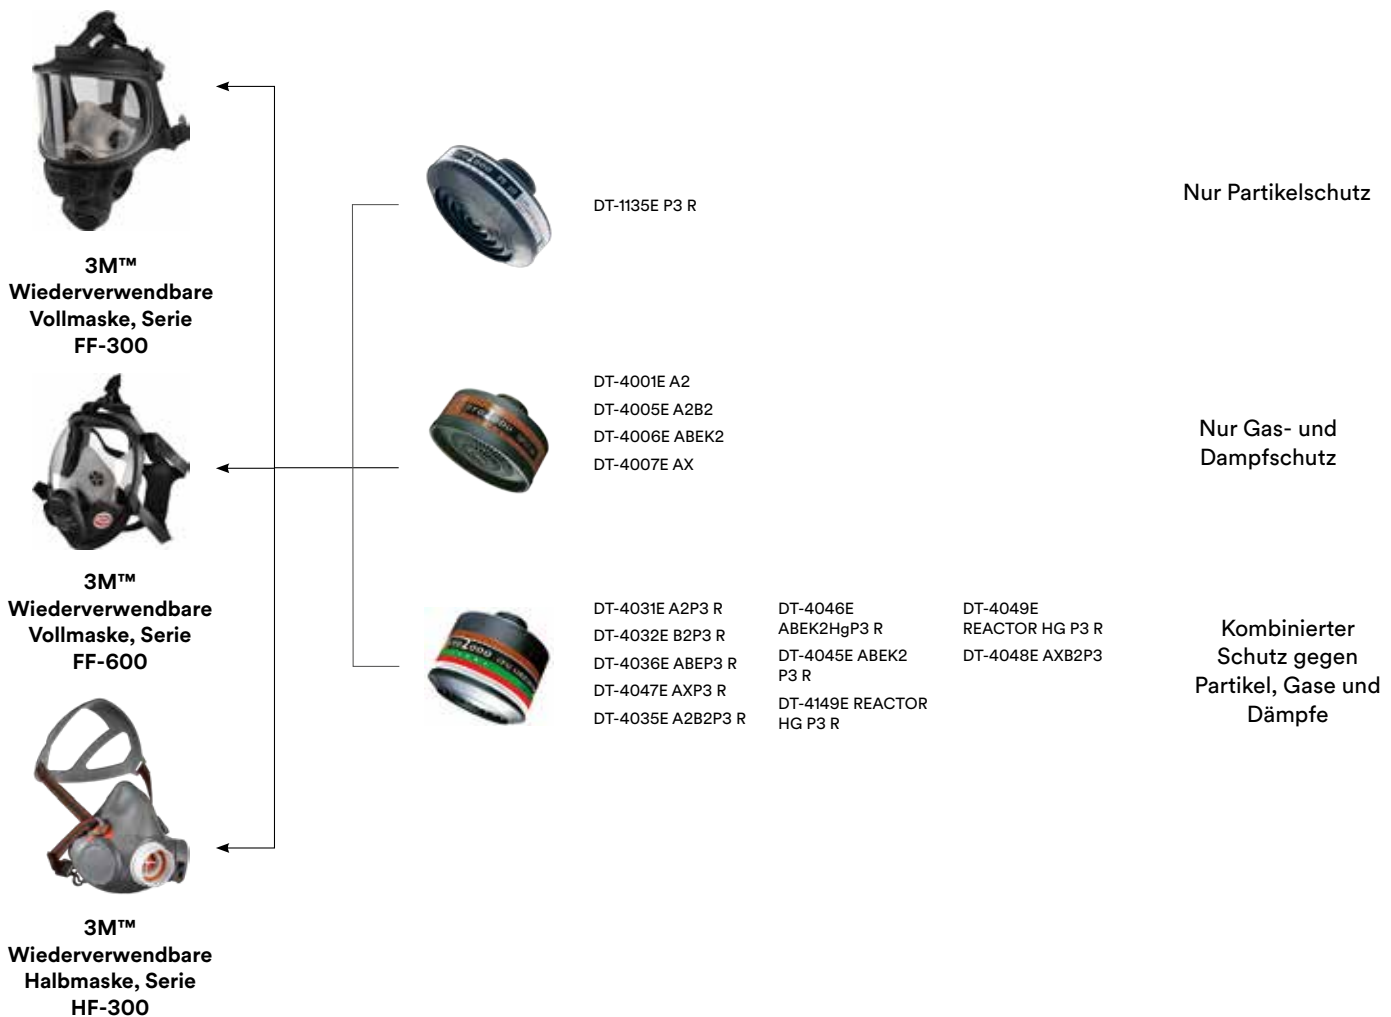 3M™
Wiederverwendbare
Vollmaske, Serie
FF-300
3M™
Wiederverwendbare
Vollmaske, Serie
FF-600
3M™
Wiederverwendbare
Halbmaske, Serie
HF-300
DT-1135E P3 R
Nur Partikelschutz
DT-4001E A2
DT-4005E A2B2
DT-4006E ABEK2
DT-4007E AX
Nur Gas- und
Dampfschutz
DT-4031E A2P3 R
DT-4032E B2P3 R
DT-4036E ABEP3 R
DT-4047E AXP3 R
DT-4035E A2B2P3 R
DT-4046E
ABEK2HgP3 R
DT-4045E ABEK2
P3 R
DT-4149E REACTOR
HG P3 R
DT-4049E
REACTOR HG P3 R
DT-4048E AXB2P3
Kombinierter
Schutz gegen
Partikel, Gase und
Dämpfe